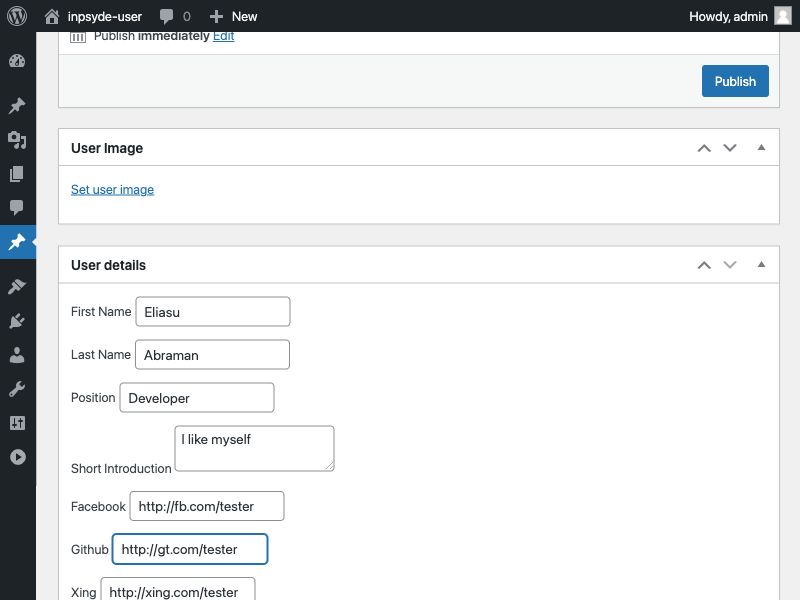 inpsyde-user 0 New Howdy, admin
Publish immediately Edit
Publish
User Image
Set user image
User details
First Name Eliasu
Last Name Abraman
Position Developer
Short Introduction I like myself
Facebook http://fb.com/tester
Github http://gt.com/tester
Xing http://xing.com/tester